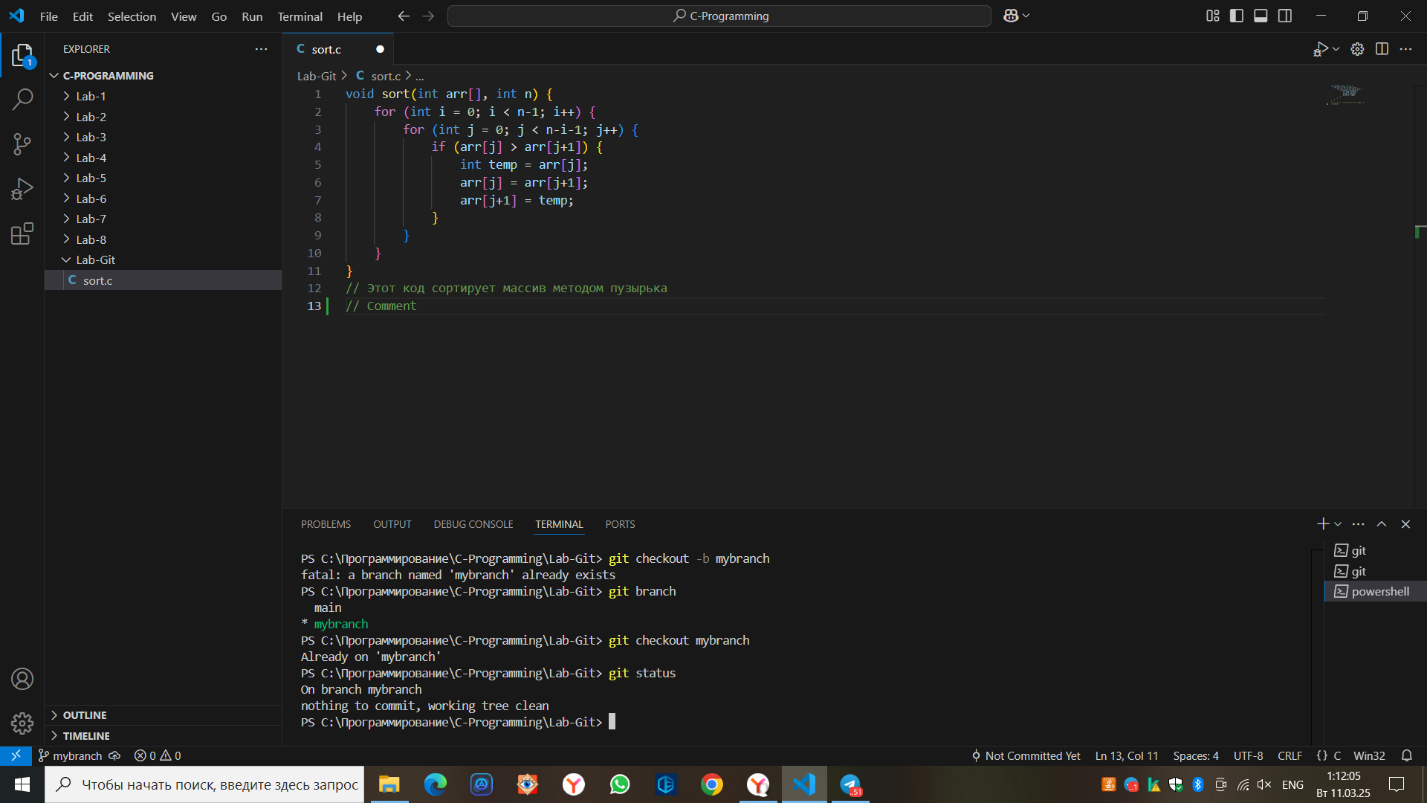 File Edit Selection View Go Run Terminal Help
C-Programming
EXPLORER
C-PROGRAMMING
Lab-1
Lab-2
Lab-3
Lab-4
Lab-5
Lab-6
Lab-7
Lab-8
Lab-Git
C sort.c
OUTLINE
TIMELINE
1
C sort.c
Lab-Git > C sort.c > ...
1 void sort(int arr[], int n) {
2 for (int i = 0; i < n-1; i++) {
3 for (int j = 0; j < n-i-1; j++) {
4 if (arr[j] > arr[j+1]) {
5 int temp = arr[j];
6 arr[j] = arr[j+1];
7 arr[j+1] = temp;
8 }
9 }
10 }
11 }
12 // Этот код сортирует массив методом пузырька
13 // Comment
PROBLEMS OUTPUT DEBUG CONSOLE TERMINAL PORTS
PS C:\Программирование\C-Programming\Lab-Git> git checkout -b mybranch
fatal: a branch named 'mybranch' already exists
PS C:\Программирование\C-Programming\Lab-Git> git branch
main
* mybranch
PS C:\Программирование\C-Programming\Lab-Git> git checkout mybranch
Already on 'mybranch'
PS C:\Программирование\C-Programming\Lab-Git> git status
On branch mybranch
nothing to commit, working tree clean
PS C:\Программирование\C-Programming\Lab-Git>
git
git
powershell
mybranch 0 0 Not Committed Yet Ln 13, Col 11 Spaces: 4 UTF-8 CRLF {} C Win32
Чтобы начать поиск, введите здесь запрос
51
ENG
1:12:05
Вт 11.03.25